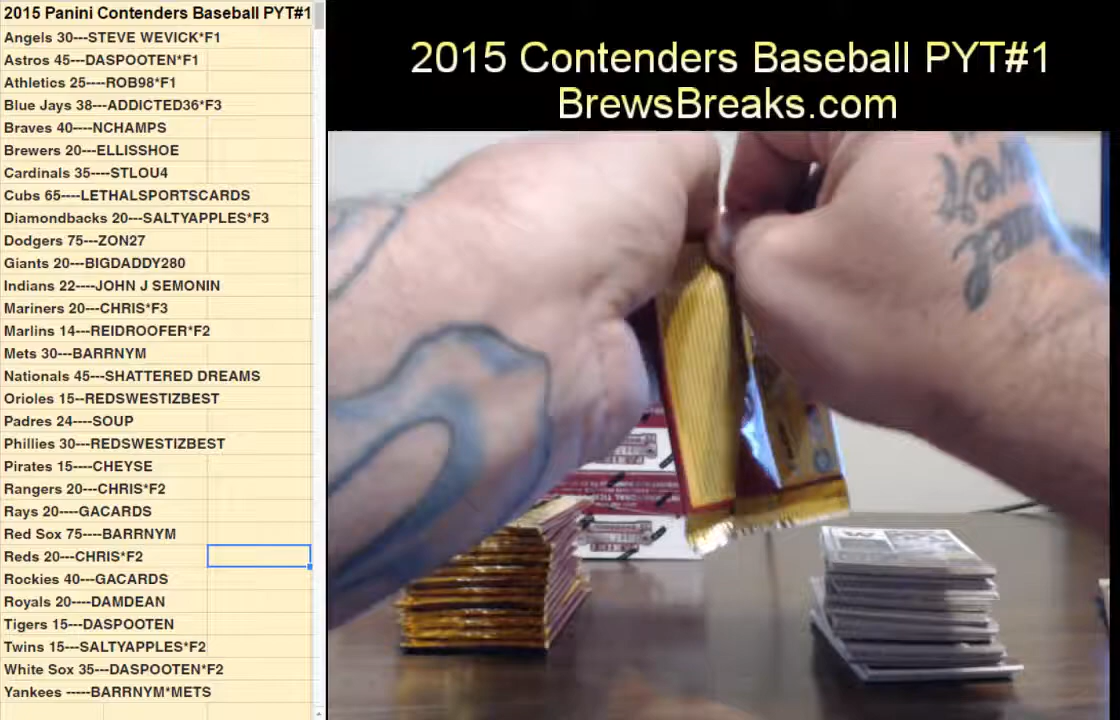 2015 Panini Contenders Baseball PYT#1
Angels 30---STEVE WEVICK*F1
Astros 45---DASPOOTEN*F1
Athletics 25----ROB98*F1
Blue Jays 38---ADDICTED36*F3
Braves 40----NCHAMPS
Brewers 20---ELLISSHOE
Cardinals 35----STLOU4
Cubs 65----LETHALSPORTSCARDS
Diamondbacks 20---SALTYAPPLES*F3
Dodgers 75---ZON27
Giants 20---BIGDADDY280
Indians 22----JOHN J SEMONIN
Mariners 20---CHRIS*F3
Marlins 14---REIDROOFER*F2
Mets 30---BARRNYM
Nationals 45---SHATTERED DREAMS
Orioles 15--REDSWESTIZBEST
Padres 24----SOUP
Phillies 30---REDSWESTIZBEST
Pirates 15----CHEYSE
Rangers 20---CHRIS*F2
Rays 20----GACARDS
Red Sox 75----BARRNYM
Reds 20---CHRIS*F2
Rockies 40---GACARDS
Royals 20----DAMDEAN
Tigers 15---DASPOOTEN
Twins 15---SALTYAPPLES*F2
White Sox 35---DASPOOTEN*F2
Yankees -----BARRNYM*METS
2015 Contenders Baseball PYT#1
BrewsBreaks.com